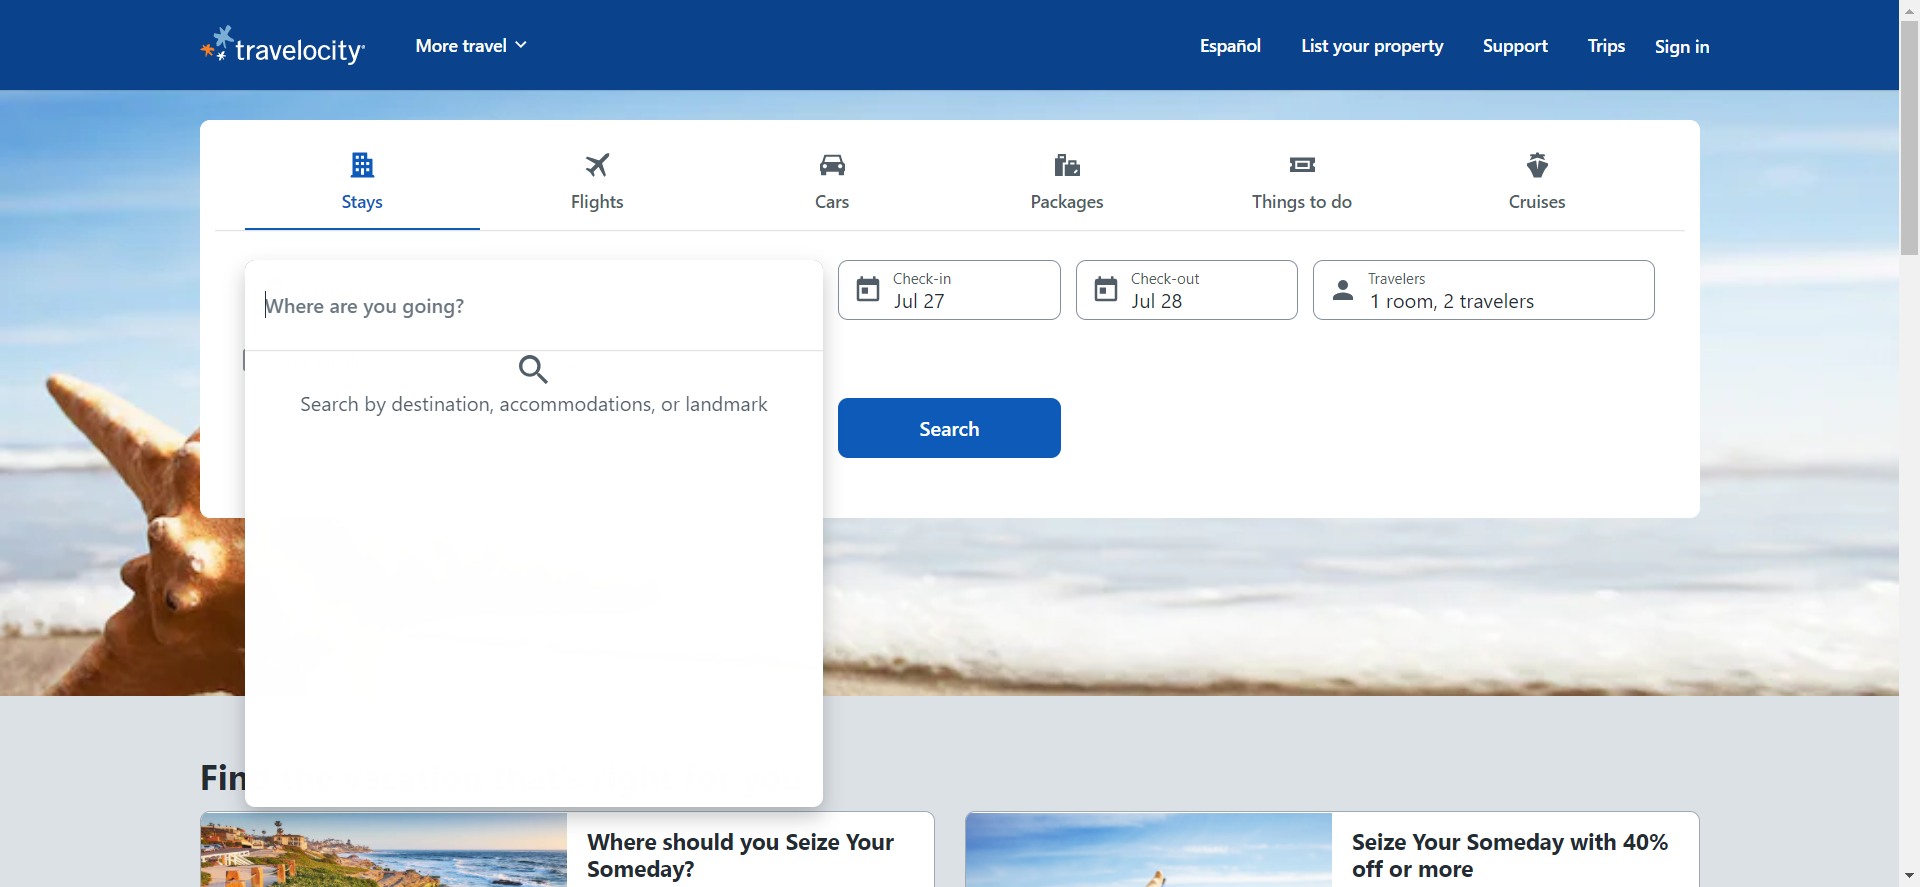 travelocity
More travel
Español
List your property
Support
Trips
Sign in
Stays
Flights
Cars
Packages
Things to do
Cruises
Where are you going?
Search by destination, accommodations, or landmark
Check-in
Jul 27
Check-out
Jul 28
Travelers
1 room, 2 travelers
Search
Fin
Where should you Seize Your
Someday?
Seize Your Someday with 40%
off or more